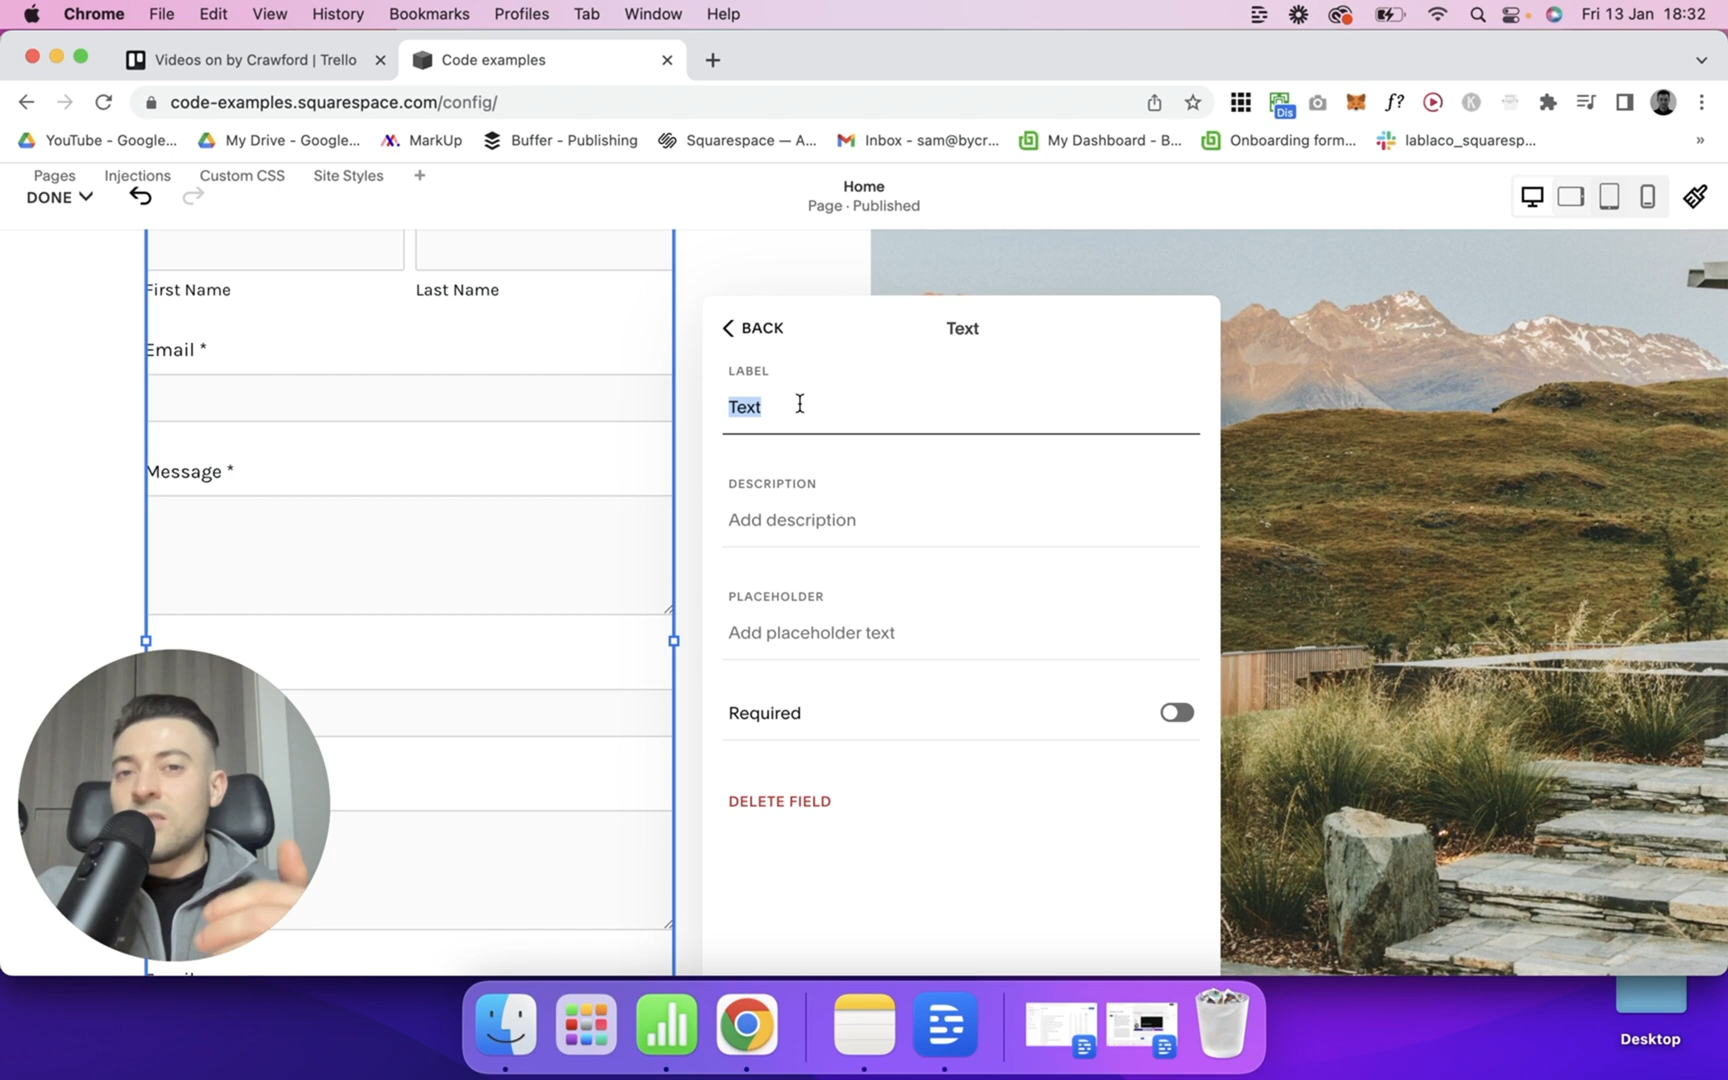 Chrome File Edit View History Bookmarks Profiles Tab Window Help Fri 13 Jan 18:32
Videos on by Crawford | Trello Code examples
code-examples.squarespace.com/config/ Dis f? K
YouTube - Google... My Drive - Google... MarkUp Buffer - Publishing Squarespace — A... Inbox - sam@bycr... My Dashboard - B... Onboarding form... lablaco_squaresp... »
Pages Injections Custom CSS Site Styles +
DONE
Home
Page · Published
First Name Last Name
Email *
Message *
BACK Text
LABEL
Text
DESCRIPTION
Add description
PLACEHOLDER
Add placeholder text
Required
DELETE FIELD
Desktop